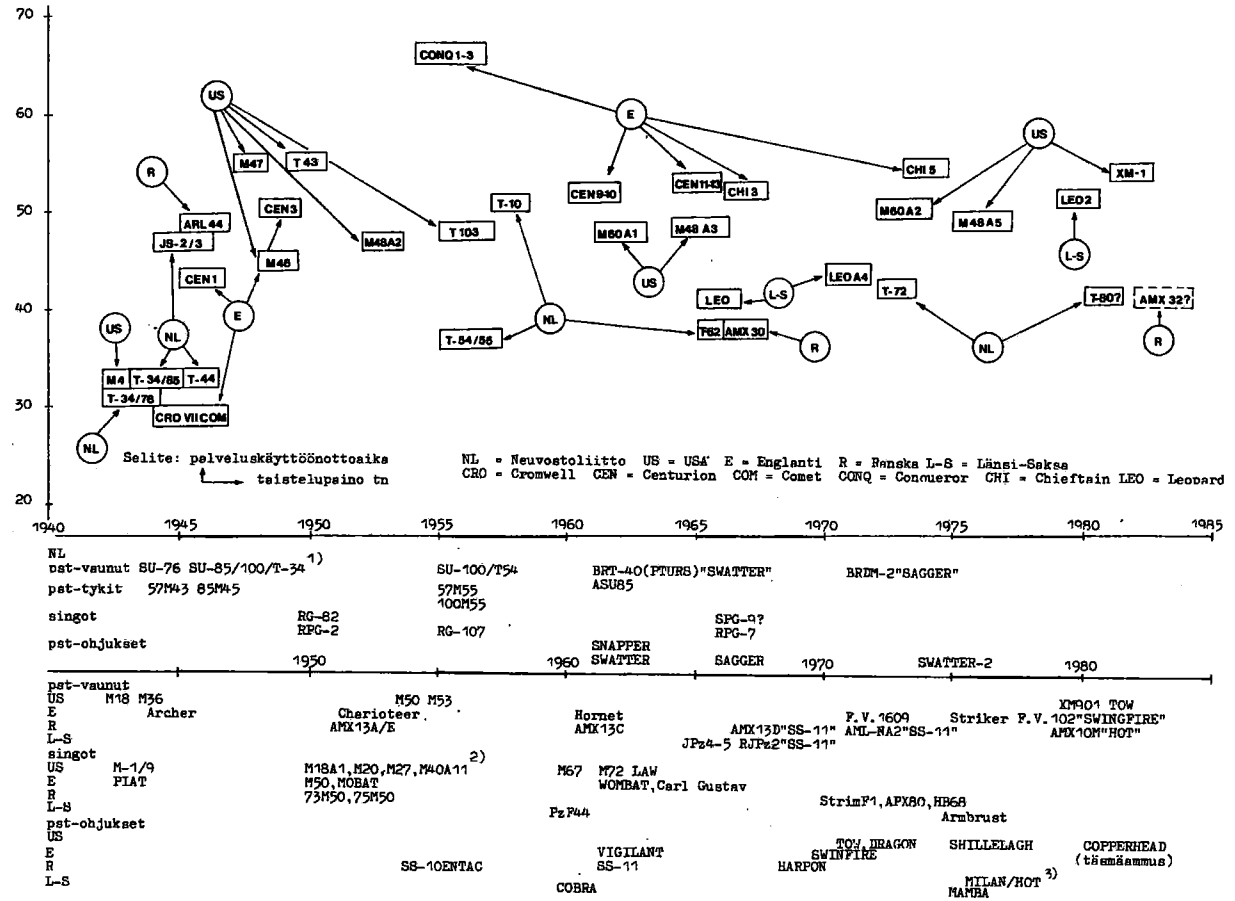 70
CONQ 1-3
US
60
E
US
M47
T 43
R
CEN 9-10
CEN 11-13
CHI 3
CHI 5
XM-1
50
ARL 44
CEN 3
T-10
M60A2
M48A5
LEO 2
JS-2/3
M46
M48A2
T 103
M60A1
M48 A3
L-S
CEN 1
US
LEO
L-S
LEO A4
T-72
40
US
NL
E
NL
T-62
AMX 30
R
NL
T-80?
AMX 32?
R
T-54/55
M4
T-34/85
T-44
30
T-34/76
CRO VII COM
NL
Selite: palveluskäyttöönottoaika
taistelupaino tn
NL = Neuvostoliitto US = USA E = Englanti R = Ranska L-S = Länsi-Saksa
CRO = Cromwell CEN = Centurion COM = Comet CONQ = Conqueror CHI = Chieftain LEO = Leopard
20
1940 1945 1950 1955 1960 1965 1970 1975 1980 1985
NL
pst-vaunut SU-76 SU-85/100/T-34 1) SU-100/T54 BRT-40(PTURS)"SWATTER" BRDM-2"SAGGER"
ASU85
pst-tykit 57M43 85M45 57M55
100M55
singot RG-82 SPG-9?
RPG-2 RG-107 RPG-7
pst-ohjukset SNAPPER
SWATTER SAGGER SWATTER-2
1950 1960 1970 1980
pst-vaunut
US M18 M36 M50 M53 XM901 TOW
E Archer Charioteer Hornet F.V.1609 Striker F.V.102"SWINGFIRE"
R AMX13A/E AMX13C AMX13D"SS-11" AML-NA2"SS-11" AMX10M"HOT"
L-S JPz4-5 RJPz2"SS-11"
singot
US M-1/9 M18A1,M20,M27,M40A11 2) M67 M72 LAW
E PIAT M50,MOBAT WOMBAT,Carl Gustav
R 73M50,75M50 StrimF1,APX80,HB68
L-S PzF44 Armbrust
pst-ohjukset
US TOW,DRAGON SHILLELAGH COPPERHEAD
E VIGILANT SWINFIRE (täsmäammus)
R SS-10ENTAC SS-11 HARPON
L-S COBRA MILAN/HOT 3)
MAMBA